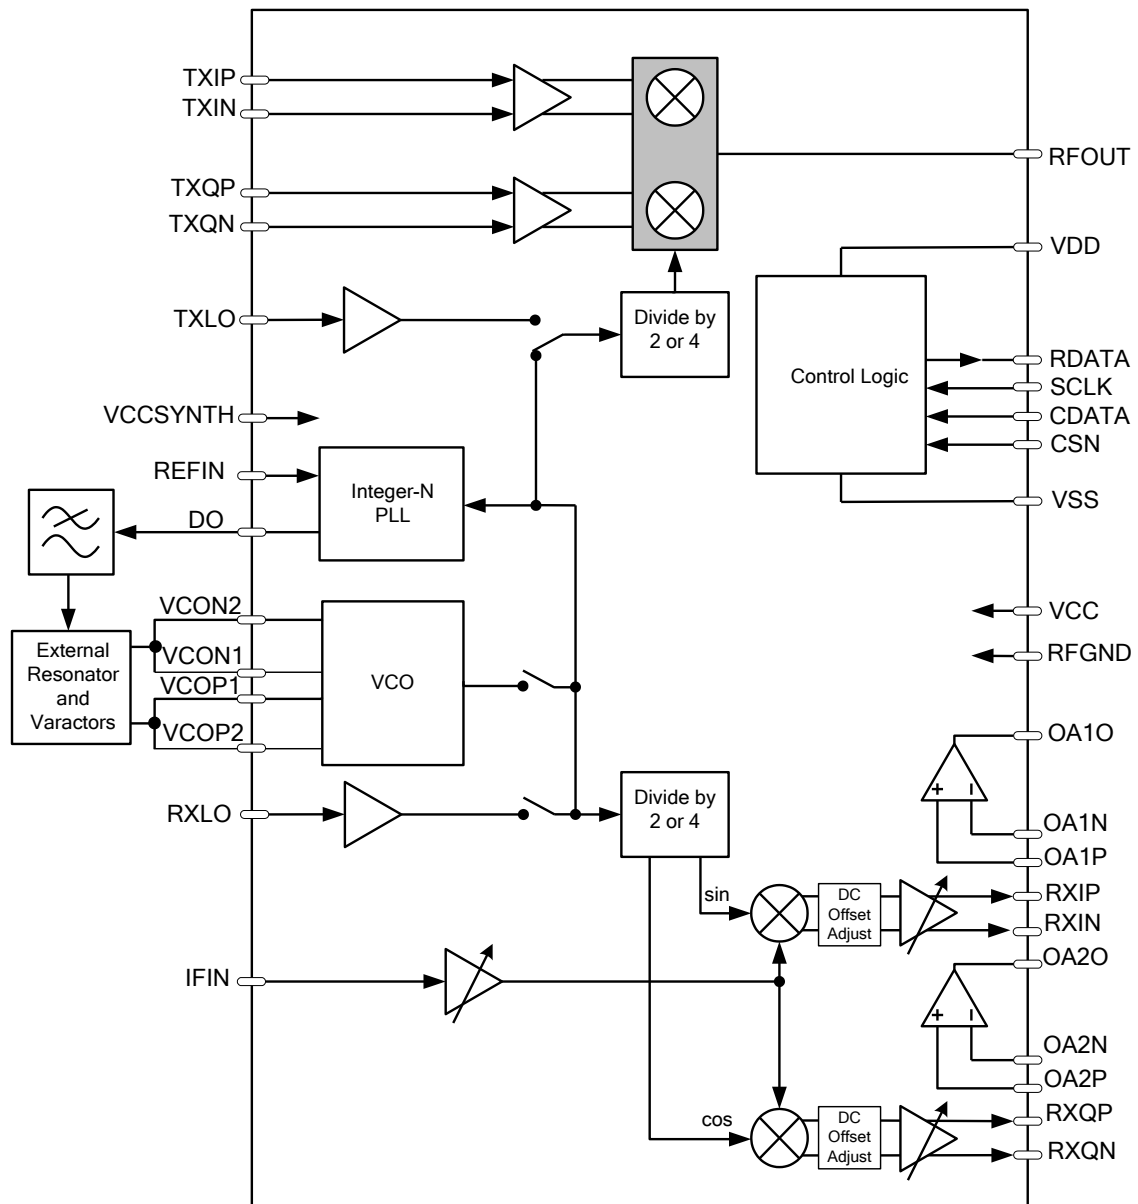 TXIP
TXIN
TXQP
TXQN
TXLO
VCCSYNTH
REFIN
DO
VCON2
VCON1
VCOP1
VCOP2
RXLO
IFIN
External
Resonator
and
Varactors
Integer-N
PLL
VCO
Divide by
2 or 4
Divide by
2 or 4
sin
cos
DC
Offset
Adjust
DC
Offset
Adjust
Control Logic
RFOUT
VDD
RDATA
SCLK
CDATA
CSN
VSS
VCC
RFGND
OA1O
+ -
OA1N
OA1P
RXIP
RXIN
OA2O
+ -
OA2N
OA2P
RXQP
RXQN